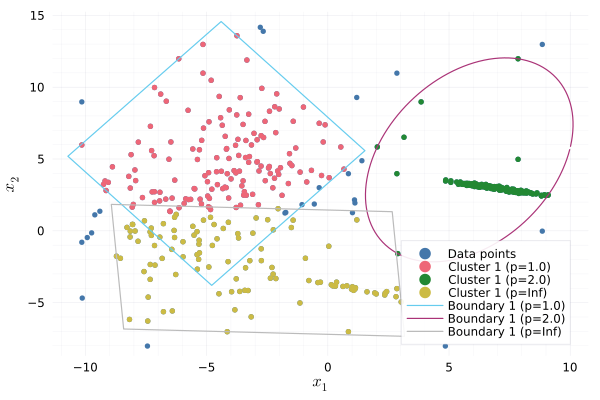 15
10
5
0
−5
−10
−5
0
5
10
x₂
x₁
Data points
Cluster 1 (p=1.0)
Cluster 1 (p=2.0)
Cluster 1 (p=Inf)
Boundary 1 (p=1.0)
Boundary 1 (p=2.0)
Boundary 1 (p=Inf)